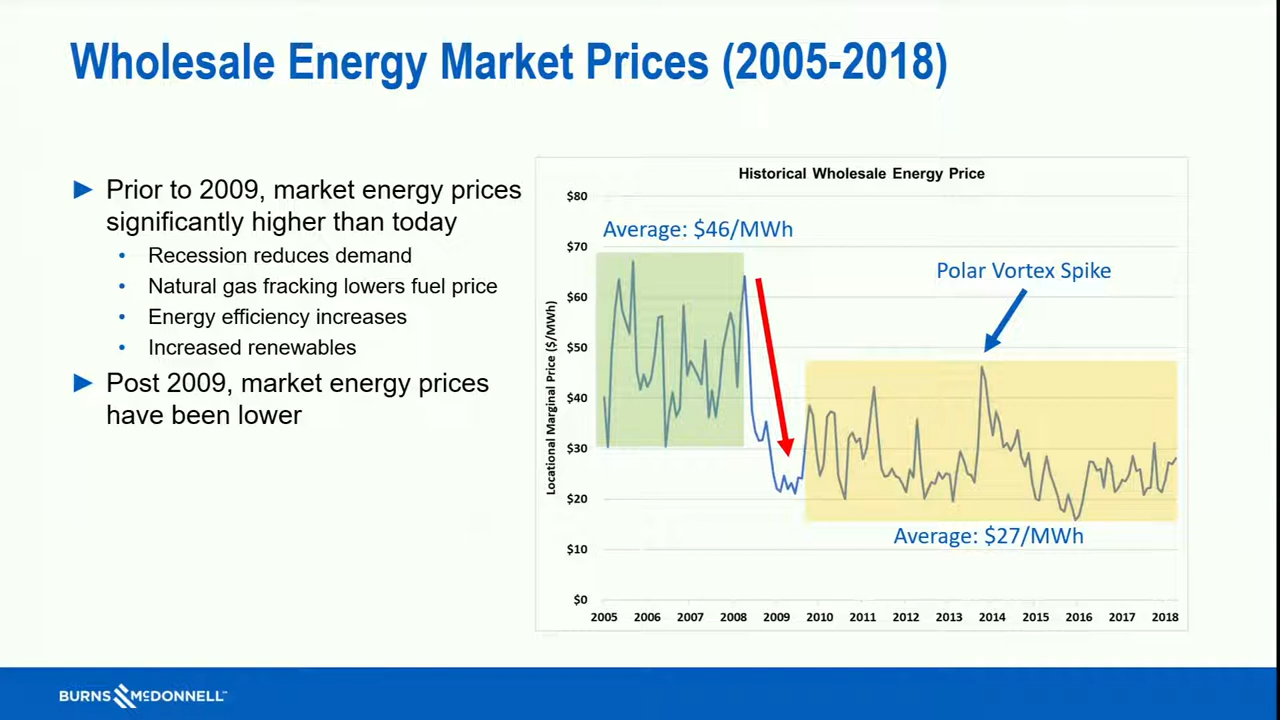 Wholesale Energy Market Prices (2005-2018)
Prior to 2009, market energy prices
significantly higher than today
Recession reduces demand
Natural gas fracking lowers fuel price
Energy efficiency increases
Increased renewables
Post 2009, market energy prices
have been lower
Historical Wholesale Energy Price
$80
Average: $46/MWh
$70
Polar Vortex Spike
$60
$50
$40
$30
$20
Average: $27/MWh
$10
$0
Locational Marginal Price ($/MWh)
2005 2006 2007 2008 2009 2010 2011 2012 2013 2014 2015 2016 2017 2018
BURNS McDONNELL